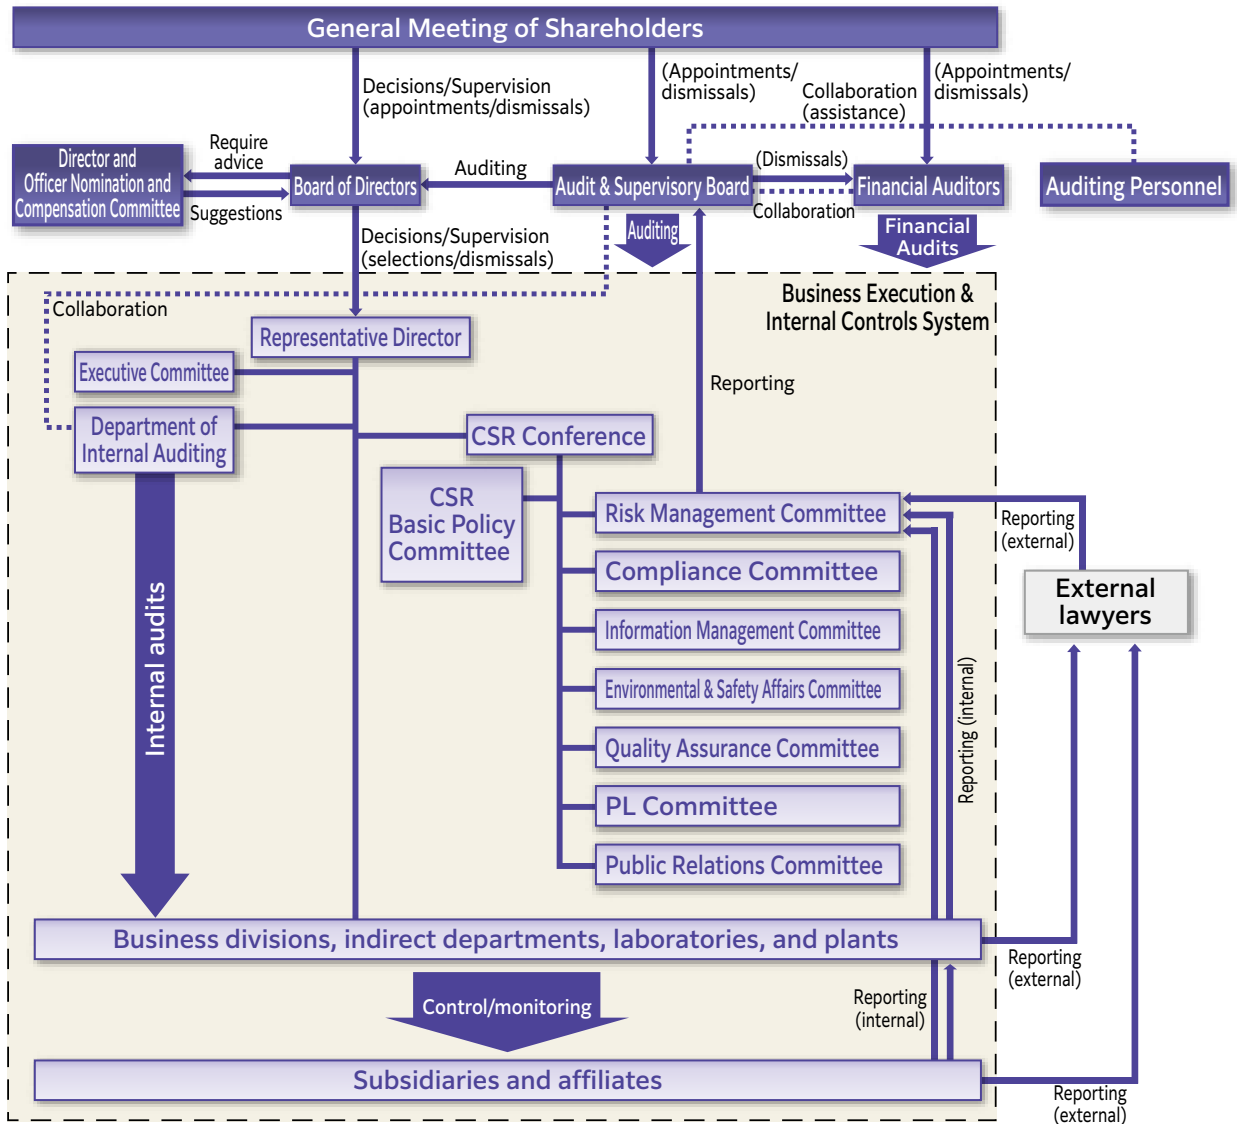 General Meeting of Shareholders
Decisions/Supervision
(appointments/dismissals)
(Appointments/
dismissals)
Collaboration
(assistance)
(Appointments/
dismissals)
Director and
Officer Nomination and
Compensation Committee
Require
advice
Suggestions
Board of Directors
Auditing
Audit & Supervisory Board
(Dismissals)
Collaboration
Financial Auditors
Auditing Personnel
Decisions/Supervision
(selections/dismissals)
Auditing
Financial
Audits
Business Execution &
Internal Controls System
Collaboration
Representative Director
Executive Committee
Reporting
Department of
Internal Auditing
CSR Conference
CSR
Basic Policy
Committee
Risk Management Committee
Reporting
(external)
Compliance Committee
External
lawyers
Information Management Committee
Internal audits
Environmental & Safety Affairs Committee
Reporting (internal)
Quality Assurance Committee
PL Committee
Public Relations Committee
Business divisions, indirect departments, laboratories, and plants
Reporting
(external)
Control/monitoring
Reporting
(internal)
Subsidiaries and affiliates
Reporting
(external)